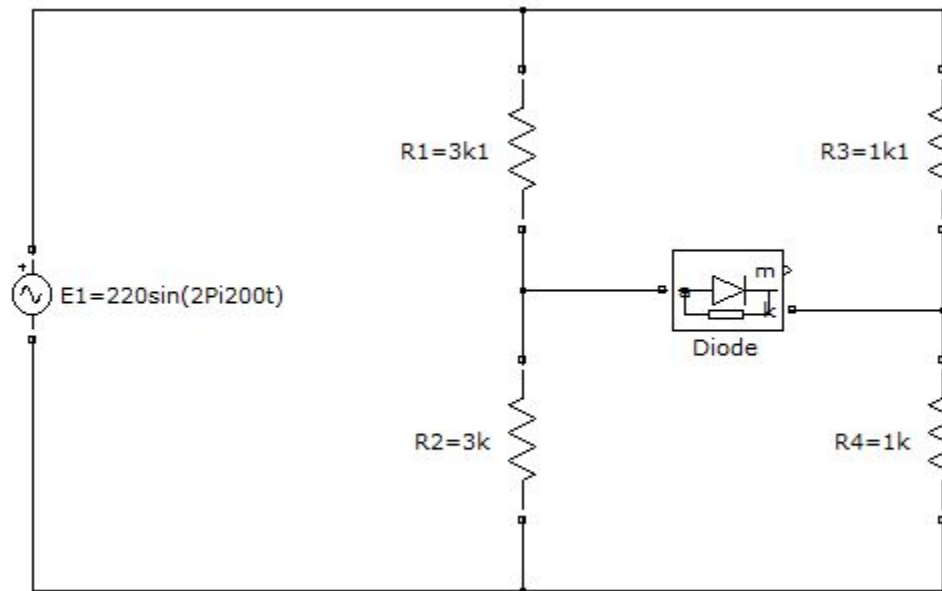 R1=3k1
R3=1k1
+
m
E1=220sin(2Pi200t)
a
k
Diode
R2=3k
R4=1k